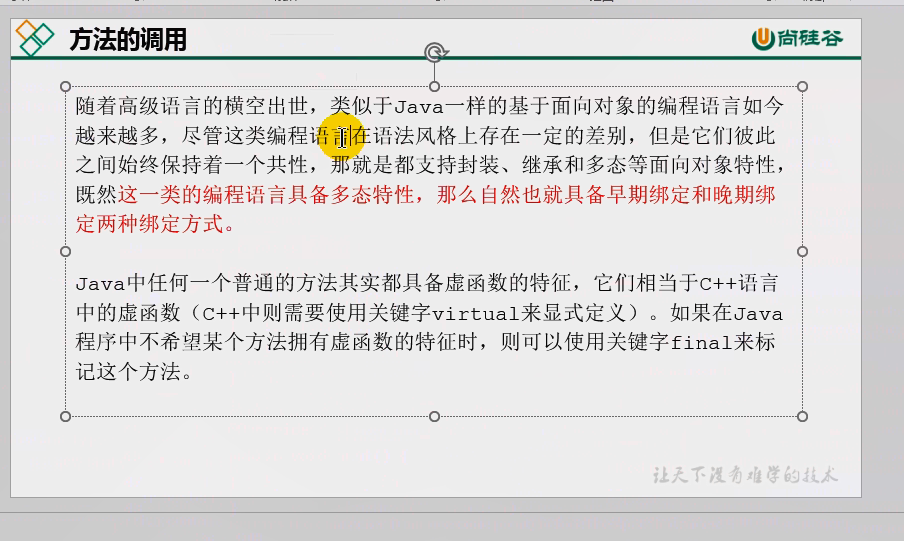 方法的调用
尚硅谷
随着高级语言的横空出世，类似于Java一样的基于面向对象的编程语言如今
越来越多，尽管这类编程语言在语法风格上存在一定的差别，但是它们彼此
之间始终保持着一个共性，那就是都支持封装、继承和多态等面向对象特性，
既然这一类的编程语言具备多态特性，那么自然也就具备早期绑定和晚期绑
定两种绑定方式。
Java中任何一个普通的方法其实都具备虚函数的特征，它们相当于C++语言
中的虚函数（C++中则需要使用关键字virtual来显式定义）。如果在Java
程序中不希望某个方法拥有虚函数的特征时，则可以使用关键字final来标
记这个方法。
让天下没有难学的技术